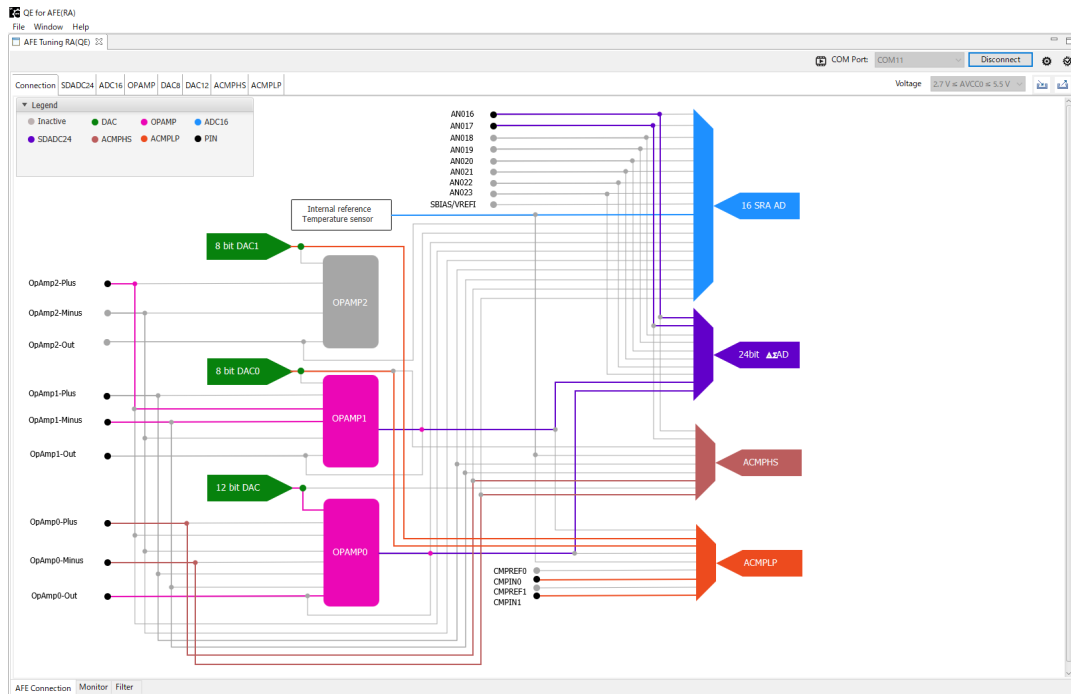 QE for AFE(RA)
File Window Help
AFE Tuning RA(QE)
COM Port: COM11 Disconnect
Connection SDADC24 ADC16 OPAMP DAC8 DAC12 ACMPHS ACMPLP
Voltage 2.7 V ≤ AVCC0 ≤ 5.5 V
Legend
Inactive DAC OPAMP ADC16
SDADC24 ACMPHS ACMPLP PIN
AN016
AN017
AN018
AN019
AN020
AN021
AN022
AN023
SBIAS/VREFI
Internal reference
Temperature sensor
16 SRA AD
8 bit DAC1
OpAmp2-Plus
OPAMP2
OpAmp2-Minus
OpAmp2-Out
24bit ΔΣAD
8 bit DAC0
OpAmp1-Plus
OPAMP1
OpAmp1-Minus
OpAmp1-Out
ACMPHS
12 bit DAC
OpAmp0-Plus
OPAMP0
OpAmp0-Minus
OpAmp0-Out
ACMPLP
CMPREF0
CMPIN0
CMPREF1
CMPIN1
AFE Connection Monitor Filter